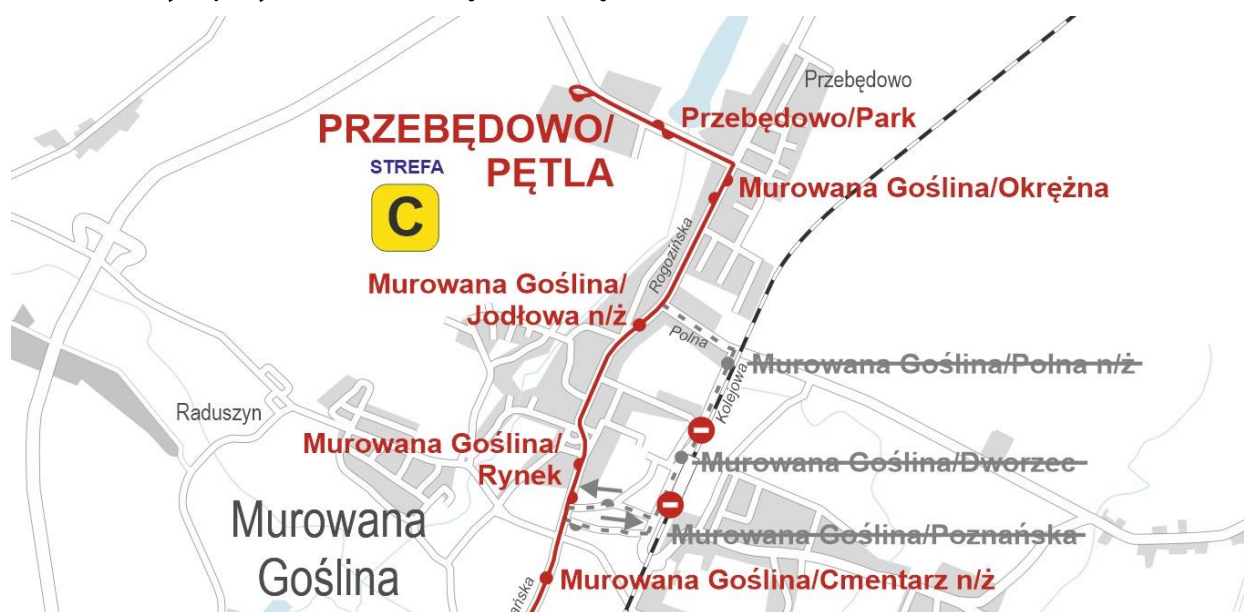 Przebędowo
PRZEBĘDOWO/
PĘTLA
Przebędowo/Park
STREFA
C
Murowana Goślina/Okrężna
Rogozińska
Murowana Goślina/
Jodłowa n/ż
Polna
Murowana Goślina/Polna n/ż
Kolejowa
Raduszyn
Murowana Goślina/
Rynek
Murowana Goślina/Dworzec
Murowana
Goślina
Murowana Goślina/Poznańska
Murowana Goślina/Cmentarz n/ż